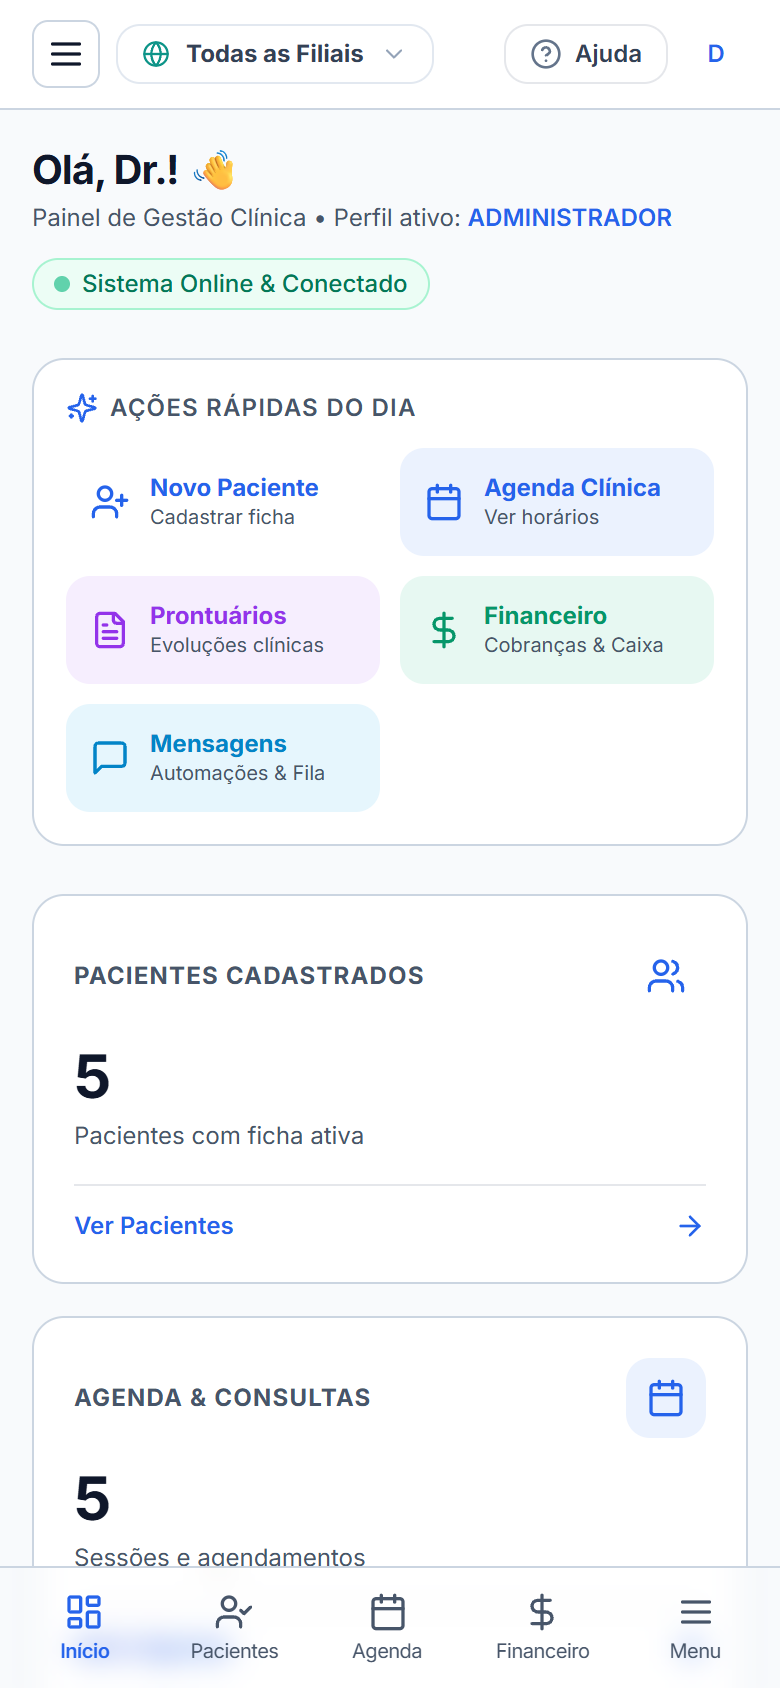 Todas as Filiais
Ajuda
D
Olá, Dr.! 👋
Painel de Gestão Clínica • Perfil ativo: ADMINISTRADOR
Sistema Online & Conectado
AÇÕES RÁPIDAS DO DIA
Novo Paciente
Cadastrar ficha
Agenda Clínica
Ver horários
Prontuários
Evoluções clínicas
Financeiro
Cobranças & Caixa
Mensagens
Automações & Fila
PACIENTES CADASTRADOS
5
Pacientes com ficha ativa
Ver Pacientes
AGENDA & CONSULTAS
5
Sessões e agendamentos
Início
Pacientes
Agenda
Financeiro
Menu